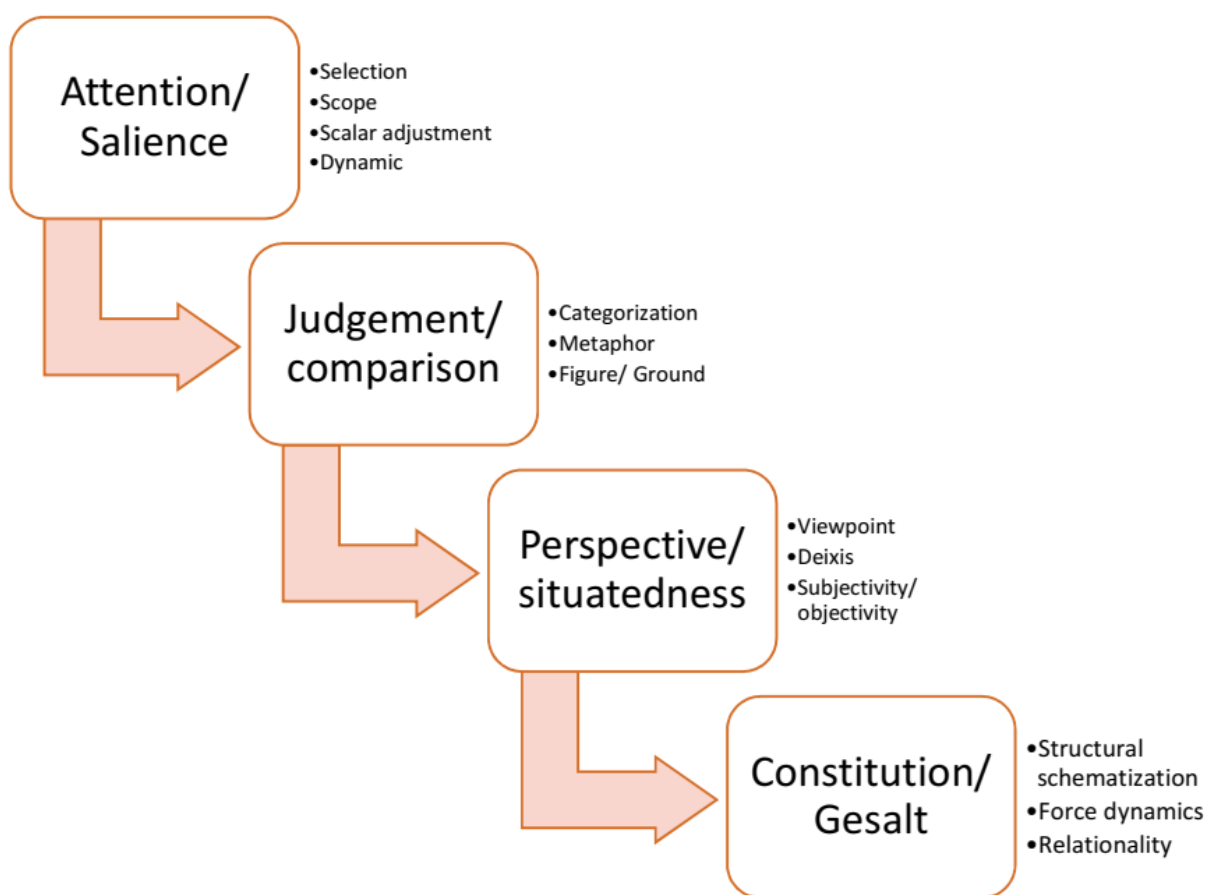 Attention/
Salience
•Selection
•Scope
•Scalar adjustment
•Dynamic
Judgement/
comparison
•Categorization
•Metaphor
•Figure/ Ground
Perspective/
situatedness
•Viewpoint
•Deixis
•Subjectivity/
objectivity
Constitution/
Gesalt
•Structural
schematization
•Force dynamics
•Relationality